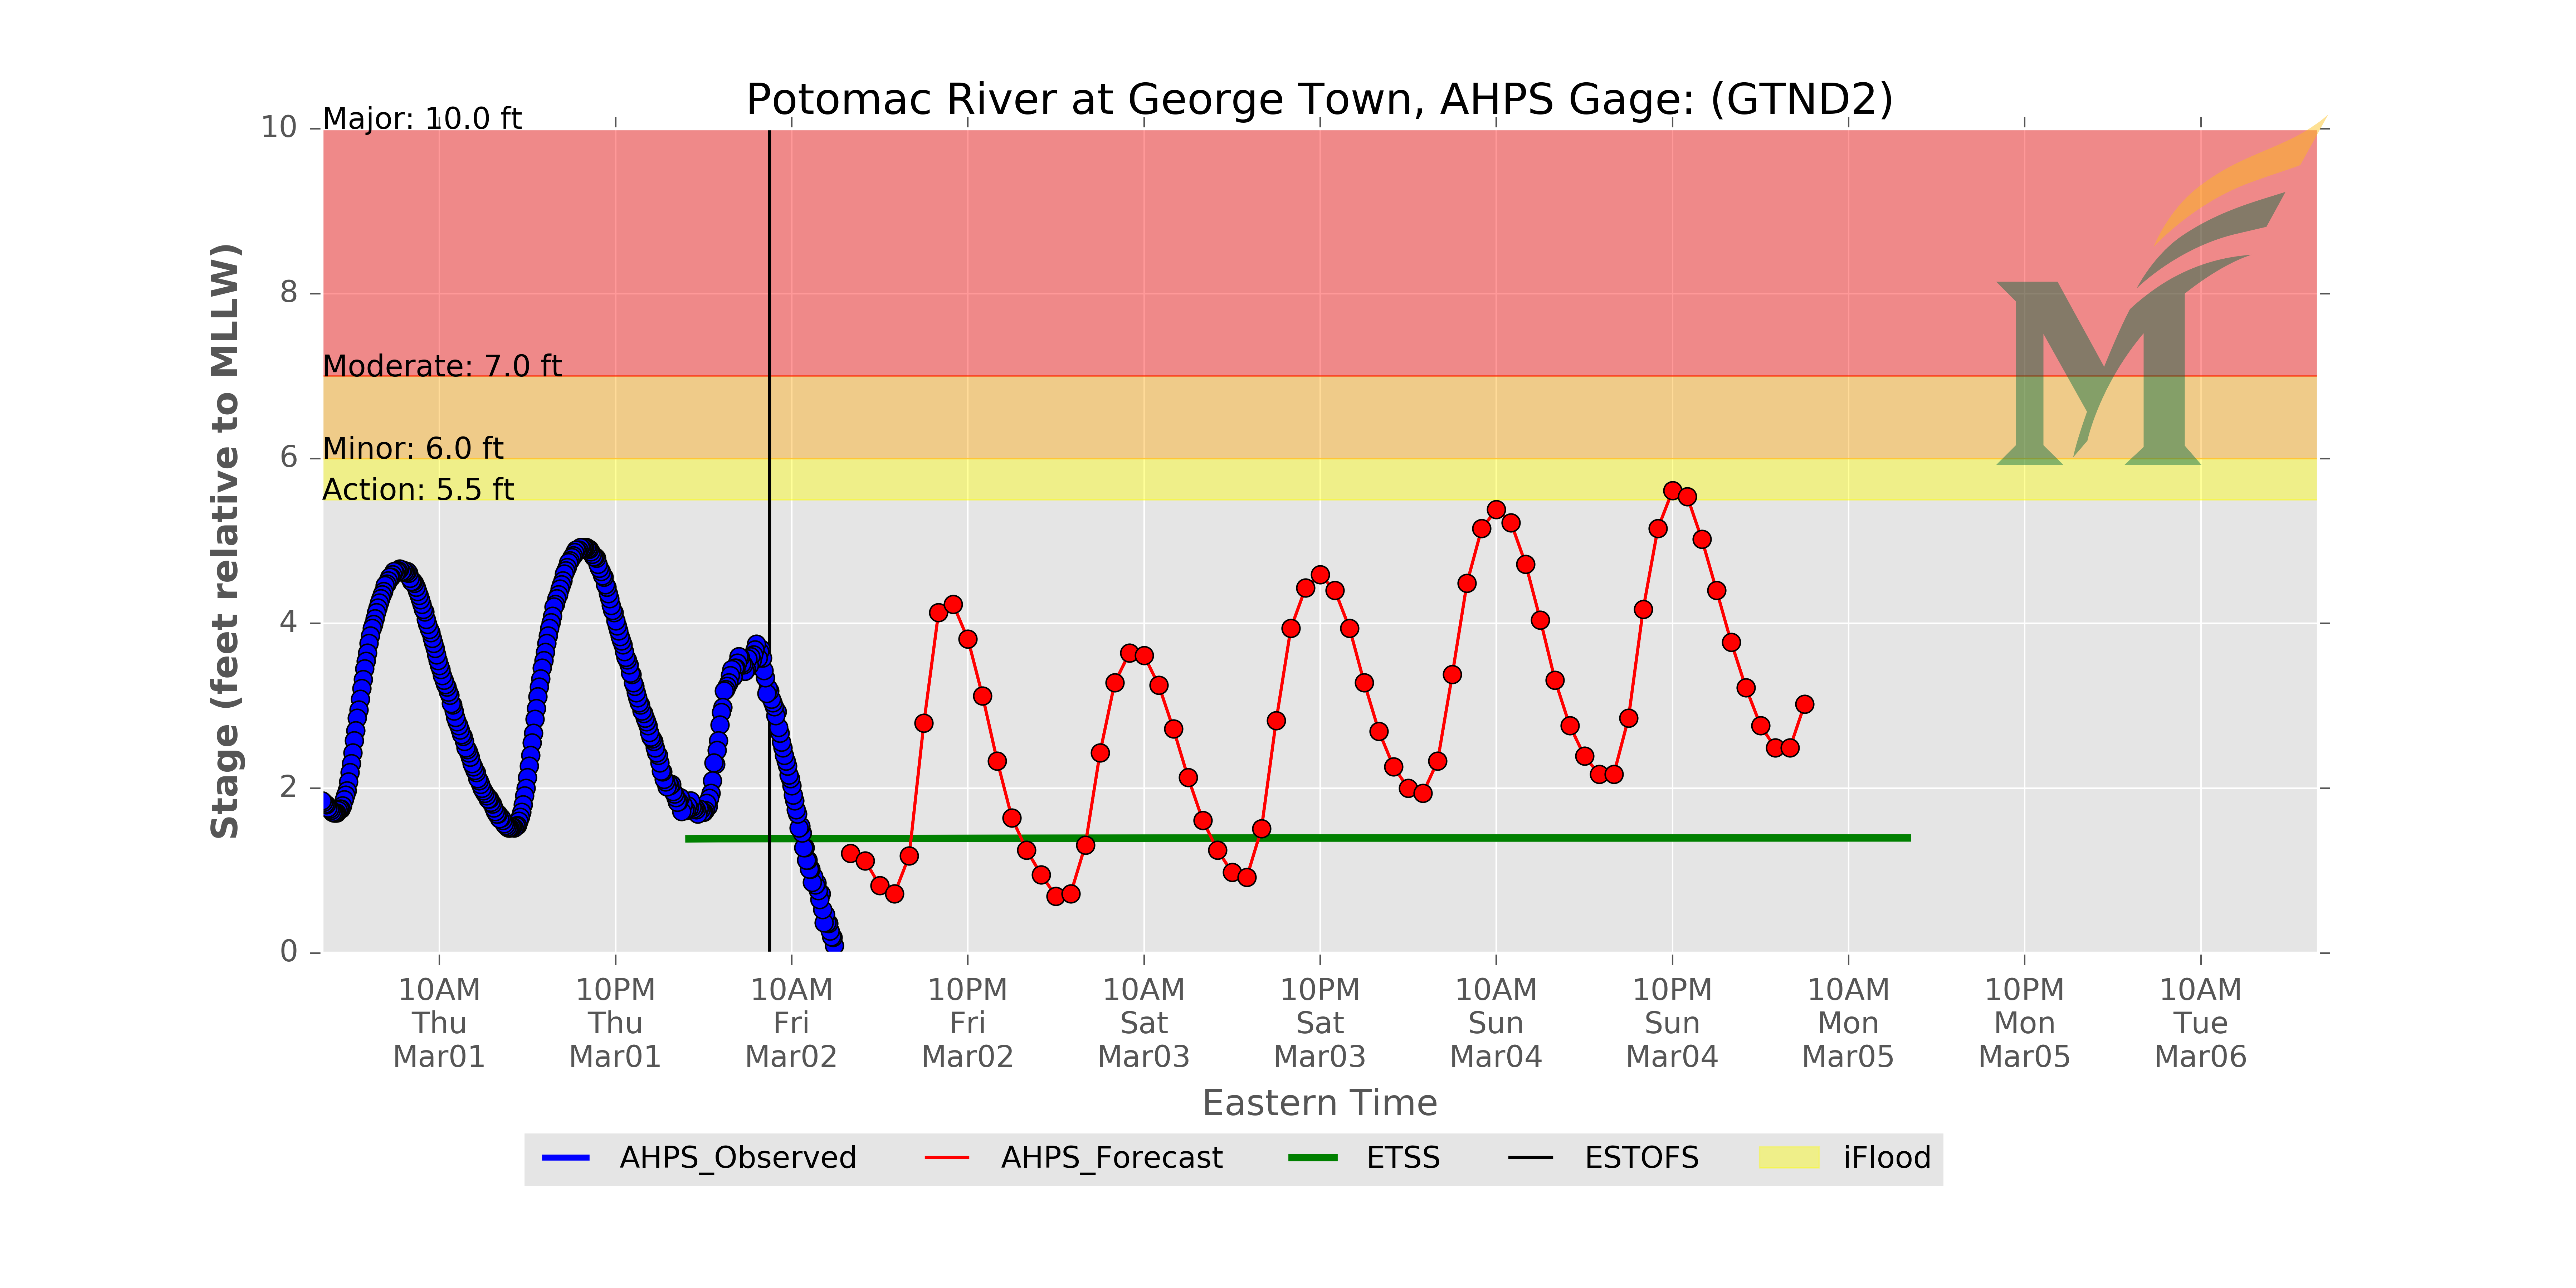 Potomac River at George Town, AHPS Gage: (GTND2)
Major: 10.0 ft
Moderate: 7.0 ft
Minor: 6.0 ft
Action: 5.5 ft
10
8
6
4
2
0
Stage (feet relative to MLLW)
10AM 10PM 10AM 10PM 10AM 10PM 10AM 10PM 10AM 10PM 10AM
Thu Thu Fri Fri Sat Sat Sun Sun Mon Mon Tue
Mar01 Mar01 Mar02 Mar02 Mar03 Mar03 Mar04 Mar04 Mar05 Mar05 Mar06
Eastern Time
AHPS_Observed AHPS_Forecast ETSS ESTOFS iFlood
M